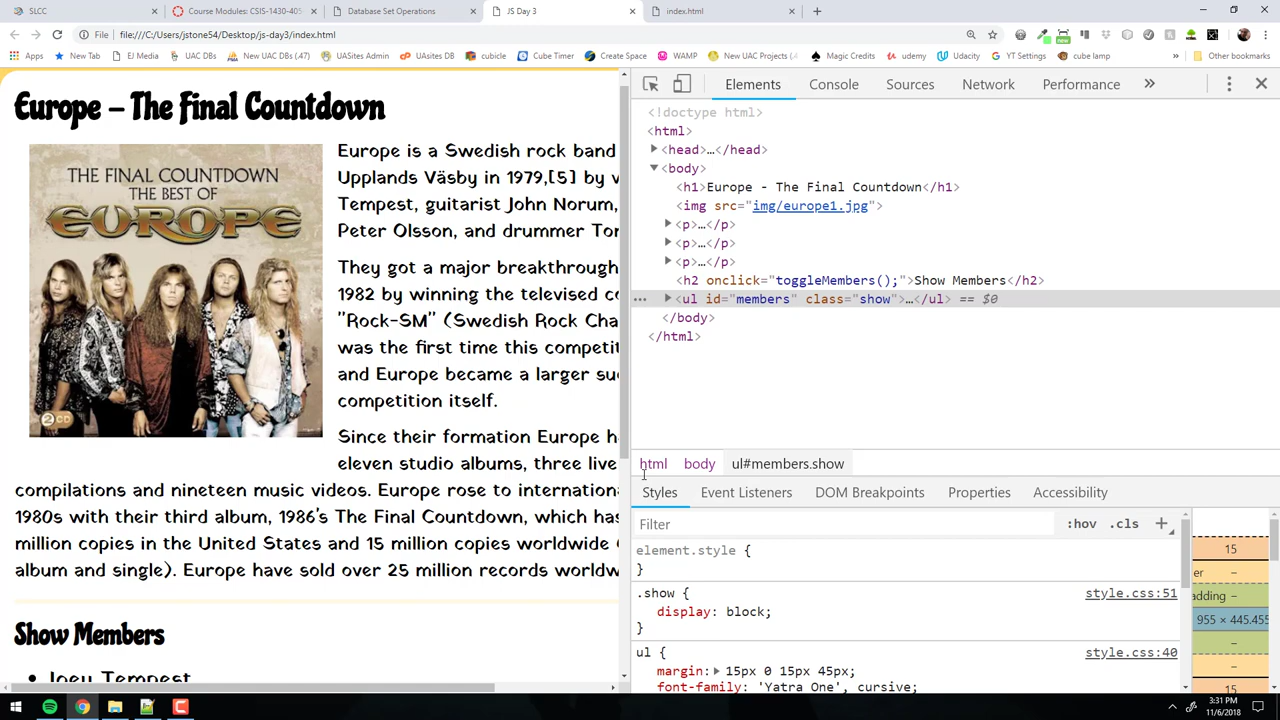 SLCC
Course Modules: CSIS-1430-405
Database Set Operations
JS Day 3
index.html
File
file:///C:/Users/jstone54/Desktop/js-day3/index.html
Apps
New Tab
EJ Media
UAC DBs
New UAC DBs (.47)
UASites Admin
UAsites DB
cubicle
Cube Timer
Create Space
WAMP
New UAC Projects (
Magic Credits
udemy
Udacity
YT Settings
cube lamp
»
Other bookmarks
Europe - The Final Countdown
THE FINAL COUNTDOWN
THE BEST OF
EUROPE
2 CD
Europe is a Swedish rock band
Upplands Väsby in 1979,[5] by v
Tempest, guitarist John Norum,
Peter Olsson, and drummer Tor
They got a major breakthrough
1982 by winning the televised co
"Rock-SM" (Swedish Rock Cha
was the first time this competit
and Europe became a larger su
competition itself.
Since their formation Europe h
eleven studio albums, three live
compilations and nineteen music videos. Europe rose to internation
1980s with their third album, 1986's The Final Countdown, which has
million copies in the United States and 15 million copies worldwide (
album and single). Europe have sold over 25 million records worldw
Show Members
Joey Tempest
Elements
Console
Sources
Network
Performance
»
<!doctype html>
<html>
<head>…</head>
<body>
<h1>Europe - The Final Countdown</h1>
<img src="img/europe1.jpg">
<p>…</p>
<p>…</p>
<p>…</p>
<h2 onclick="toggleMembers();">Show Members</h2>
… <ul id="members" class="show">…</ul> == $0
</body>
</html>
html
body
ul#members.show
Styles
Event Listeners
DOM Breakpoints
Properties
Accessibility
Filter
:hov
.cls
+
element.style {
}
.show {
style.css:51
display: block;
}
ul {
style.css:40
margin: 15px 0 15px 45px;
font-family: 'Yatra One', cursive;
15
er –
adding –
955 × 445.455
–
–
15
3:31 PM
11/6/2018